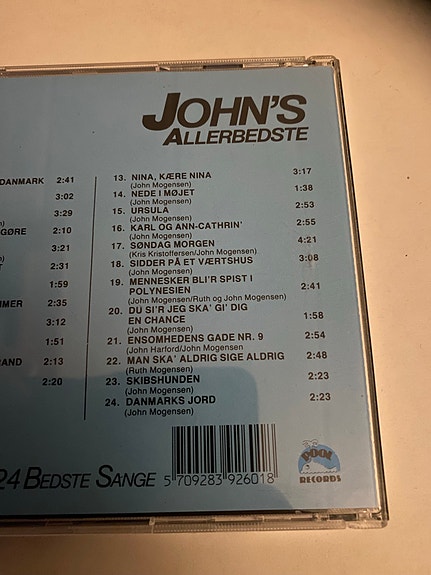 JOHN'S
ALLERBEDSTE
DANMARK 2:41
3:02
3:29
GØRE 2:10
3:21
T 2:31
1:59
IMER 2:35
3:12
1:51
RAND 2:13
2:20
13. NINA, KÆRE NINA 3:17
(John Mogensen)
14. NEDE I MØJET 1:38
(John Mogensen)
15. URSULA 2:53
(John Mogensen)
16. KARL OG ANN-CATHRIN' 2:55
(John Mogensen)
17. SØNDAG MORGEN 4:21
(Kris Kristoffersen/John Mogensen)
18. SIDDER PÅ ET VÆRTSHUS 3:08
(John Mogensen)
19. MENNESKER BLI'R SPIST I
POLYNESIEN 2:41
(John Mogensen/Ruth og John Mogensen)
20. DU SI'R JEG SKA' GI' DIG
EN CHANCE 1:58
(John Mogensen)
21. ENSOMHEDENS GADE NR. 9 2:54
(John Harford/John Mogensen
22. MAN SKA' ALDRIG SIGE ALDRIG 2:48
(Ruth Mogensen)
23. SKIBSHUNDEN 2:23
(John Mogensen)
24. DANMARKS JORD 2:23
(John Mogensen)
24 BEDSTE SANGE
5 709283 926018
POOL
RECORDS